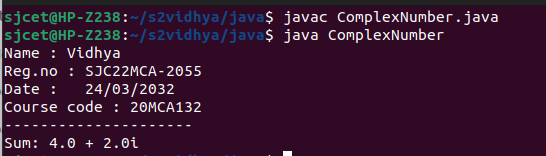 sjcet@HP-Z238:~/s2vidhya/java$ javac ComplexNumber.java
sjcet@HP-Z238:~/s2vidhya/java$ java ComplexNumber
Name : Vidhya
Reg.no : SJC22MCA-2055
Date :   24/03/2032
Course code : 20MCA132
---------------------
Sum: 4.0 + 2.0i